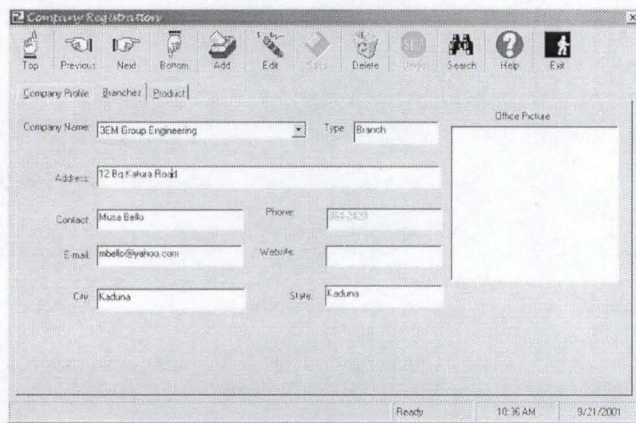 Company Registration
Top Previous Next Bottom Add Edit Save Delete Undo Search Help Exit
Company Profile Branches Product
Company Name: 3EM Group Engineering Type: Branch Office Picture
Address: 12 Bq Katura Road
Contact: Musa Bello Phone:
E-mail: mbello@yahoo.com Website:
City: Kaduna State: Kaduna
Ready 10:36 AM 9/21/2001